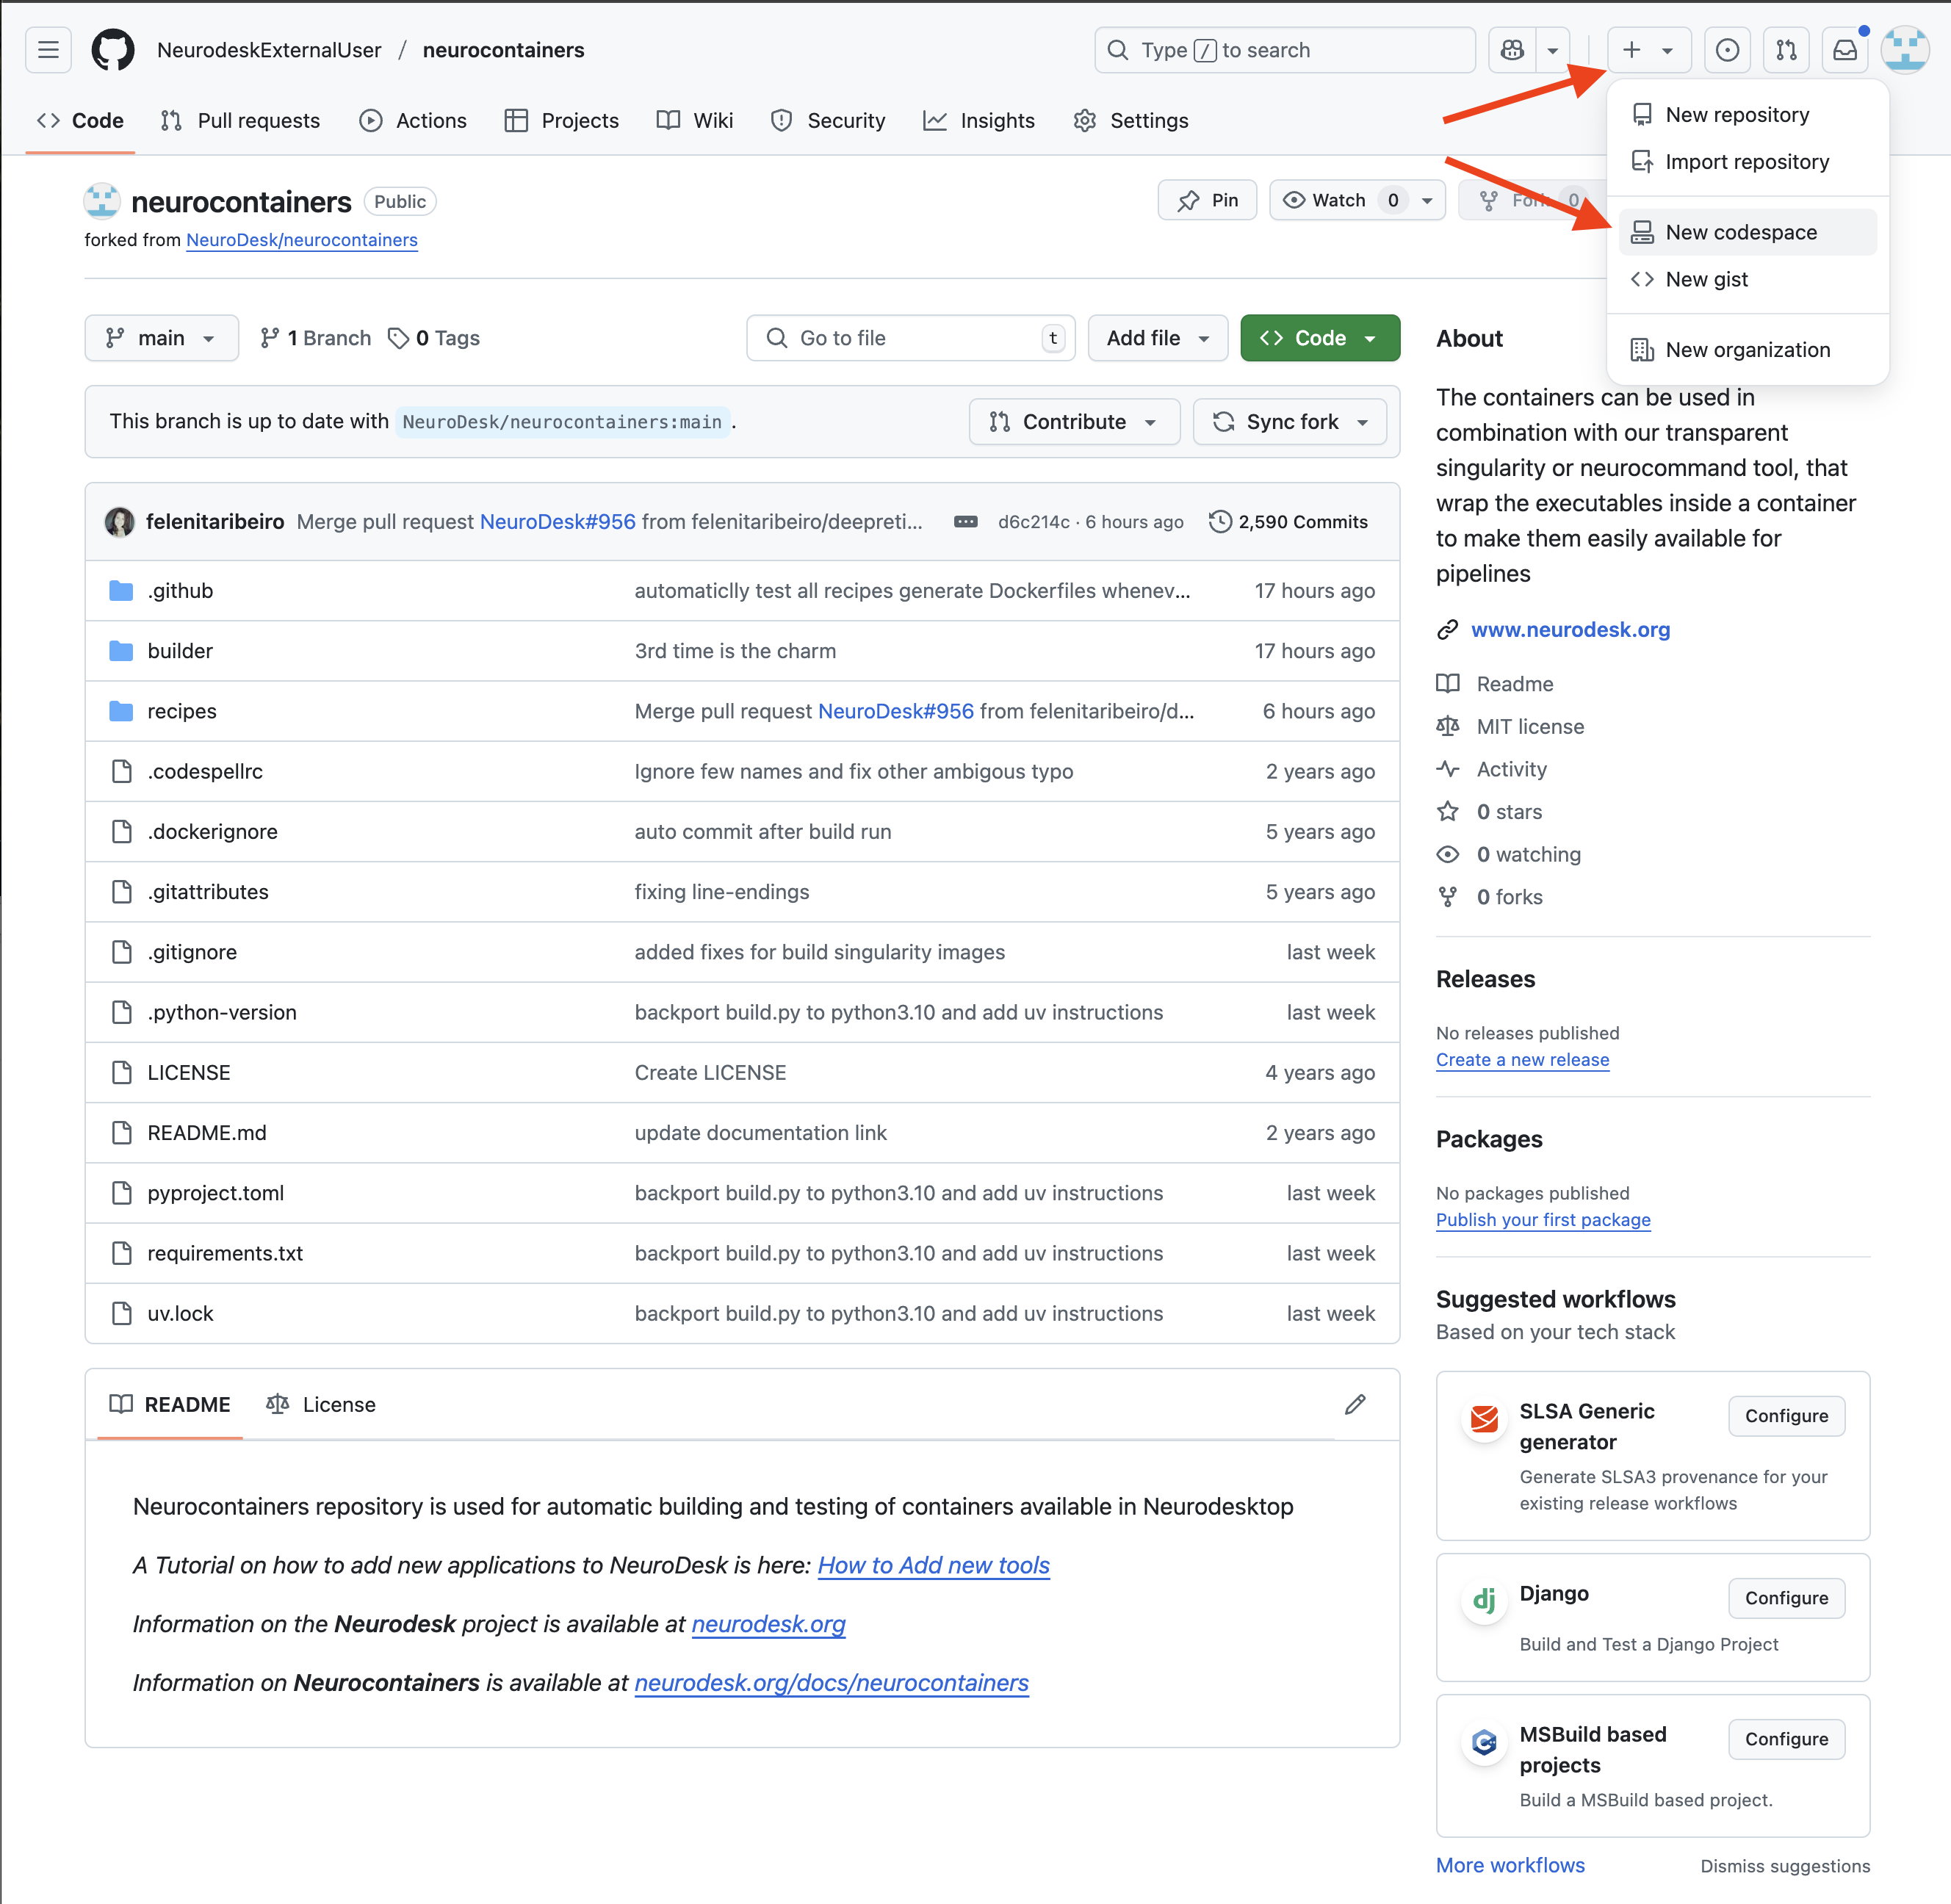 NeurodeskExternalUser / neurocontainers
Type / to search
Code
Pull requests
Actions
Projects
Wiki
Security
Insights
Settings
New repository
Import repository
New codespace
New gist
New organization
neurocontainers Public
forked from NeuroDesk/neurocontainers
Pin
Watch 0
Fork 0
main
1 Branch
0 Tags
Go to file t
Add file
Code
This branch is up to date with NeuroDesk/neurocontainers:main .
Contribute
Sync fork
felenitaribeiro Merge pull request NeuroDesk#956 from felenitaribeiro/deepreti... d6c214c · 6 hours ago 2,590 Commits
.github automaticlly test all recipes generate Dockerfiles whenev... 17 hours ago
builder 3rd time is the charm 17 hours ago
recipes Merge pull request NeuroDesk#956 from felenitaribeiro/d... 6 hours ago
.codespellrc Ignore few names and fix other ambigous typo 2 years ago
.dockerignore auto commit after build run 5 years ago
.gitattributes fixing line-endings 5 years ago
.gitignore added fixes for build singularity images last week
.python-version backport build.py to python3.10 and add uv instructions last week
LICENSE Create LICENSE 4 years ago
README.md update documentation link 2 years ago
pyproject.toml backport build.py to python3.10 and add uv instructions last week
requirements.txt backport build.py to python3.10 and add uv instructions last week
uv.lock backport build.py to python3.10 and add uv instructions last week
README
License
Neurocontainers repository is used for automatic building and testing of containers available in Neurodesktop
A Tutorial on how to add new applications to NeuroDesk is here: How to Add new tools
Information on the Neurodesk project is available at neurodesk.org
Information on Neurocontainers is available at neurodesk.org/docs/neurocontainers
About
The containers can be used in
combination with our transparent
singularity or neurocommand tool, that
wrap the executables inside a container
to make them easily available for
pipelines
www.neurodesk.org
Readme
MIT license
Activity
0 stars
0 watching
0 forks
Releases
No releases published
Create a new release
Packages
No packages published
Publish your first package
Suggested workflows
Based on your tech stack
SLSA Generic
generator
Configure
Generate SLSA3 provenance for your
existing release workflows
dj
Django
Configure
Build and Test a Django Project
C
MSBuild based
projects
Configure
Build a MSBuild based project.
More workflows
Dismiss suggestions